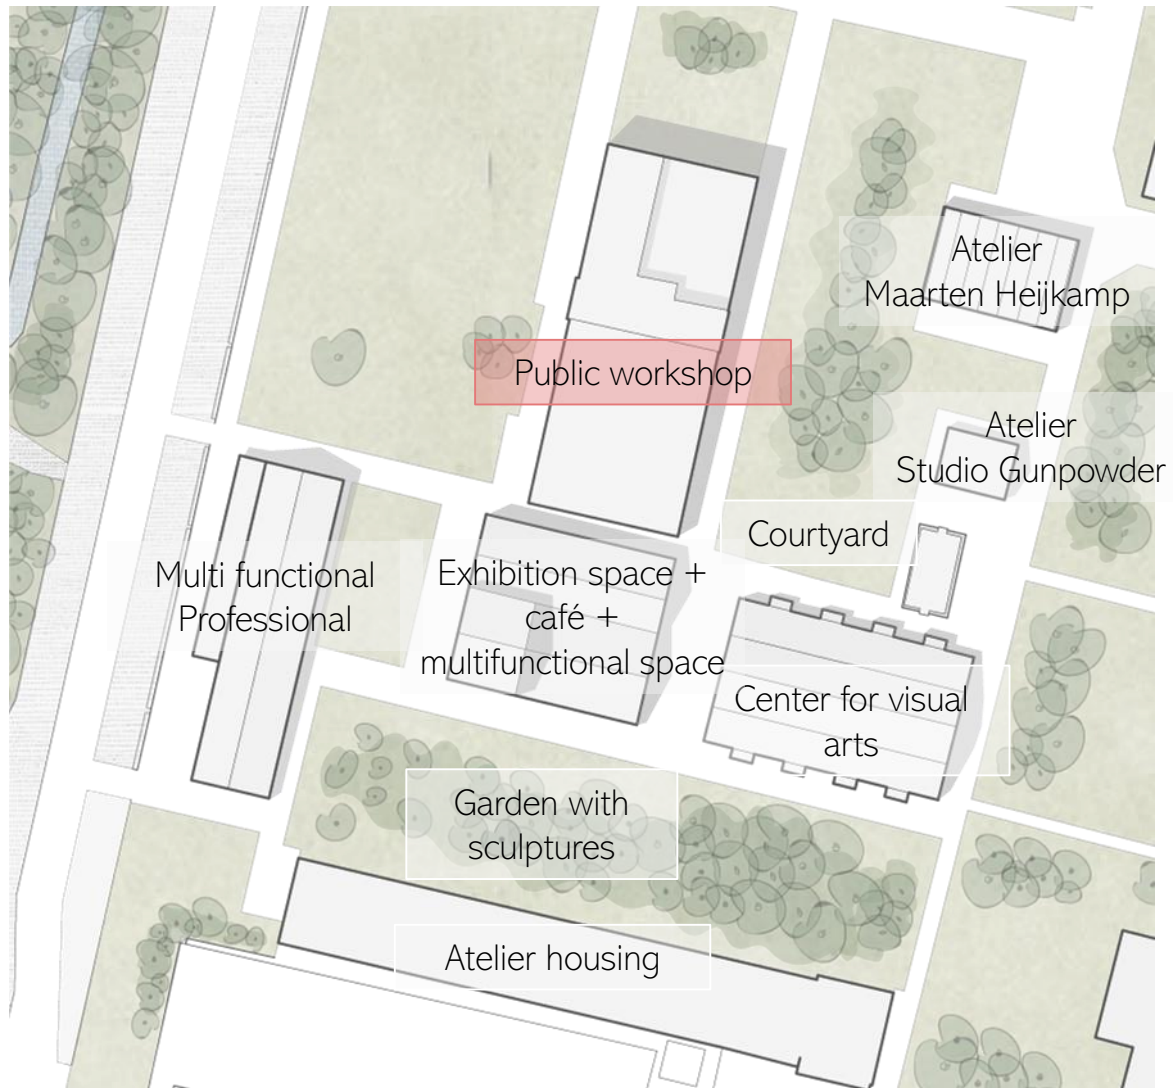 Atelier
Maarten Heijkamp
Public workshop
Atelier
Studio Gunpowder
Courtyard
Multi functional
Professional
Exhibition space +
café +
multifunctional space
Center for visual
arts
Garden with
sculptures
Atelier housing